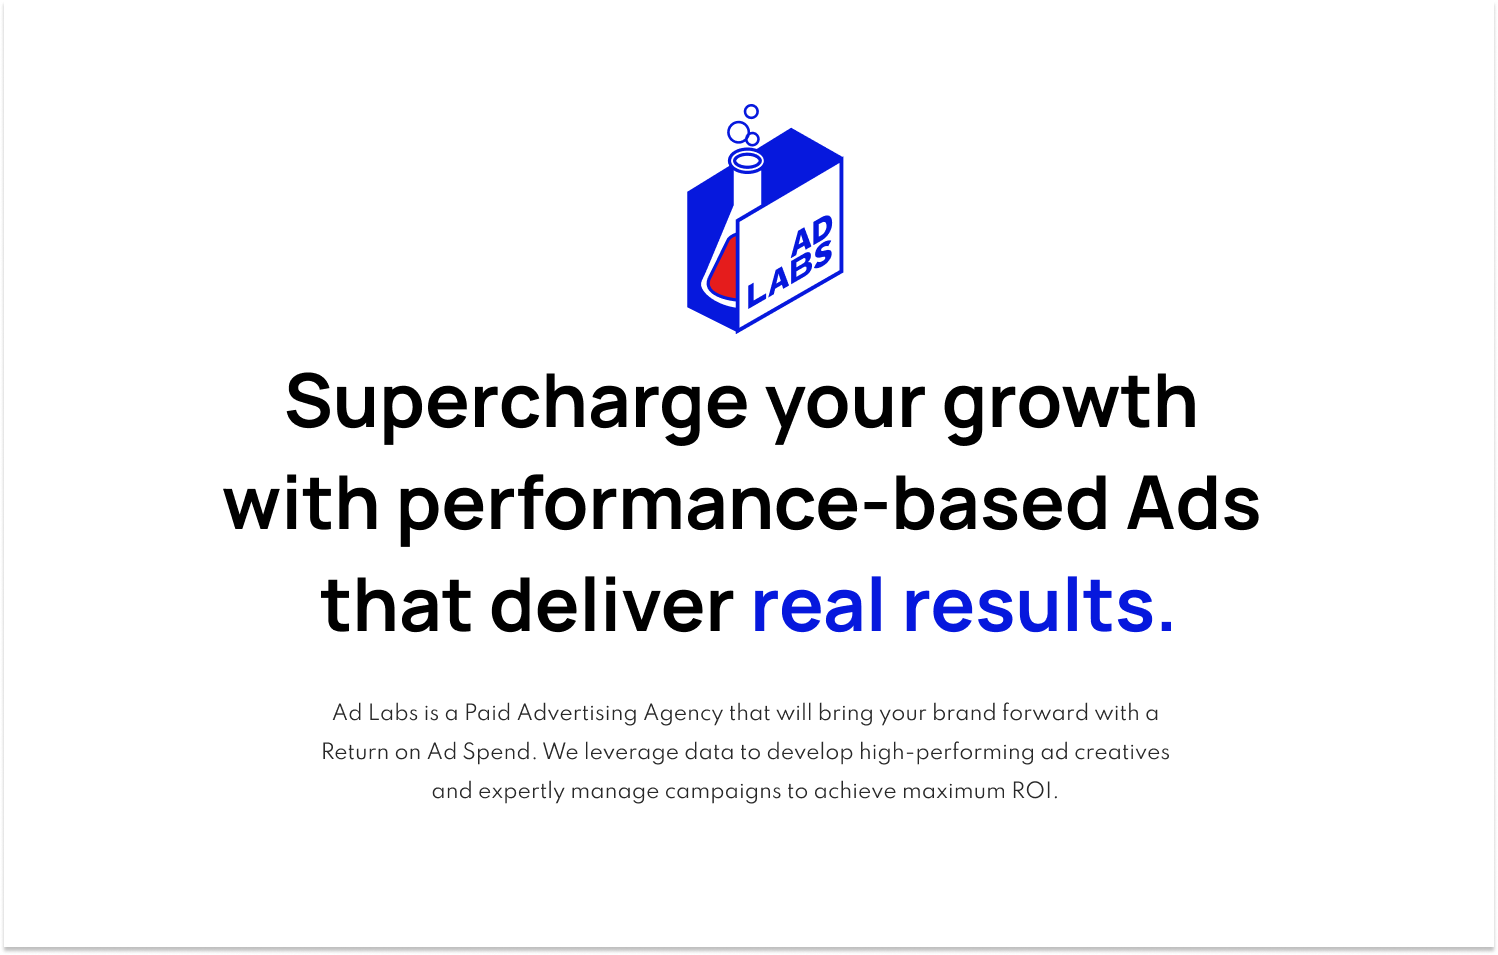 AD
LABS
Supercharge your growth
with performance-based Ads
that deliver real results.
Ad Labs is a Paid Advertising Agency that will bring your brand forward with a
Return on Ad Spend. We leverage data to develop high-performing ad creatives
and expertly manage campaigns to achieve maximum ROI.